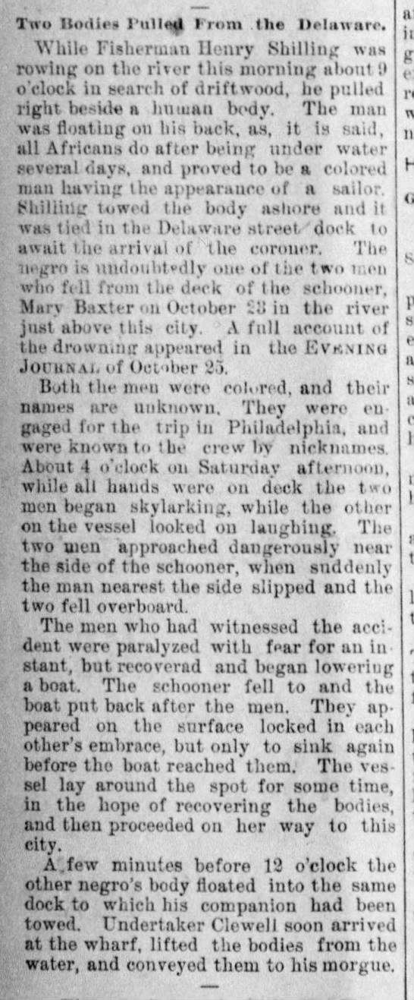 Two Bodies Pulled From the Delaware.
While Fisherman Henry Shilling was
rowing on the river this morning about 9
o'clock in search of driftwood, he pulled
right beside a human body. The man
was floating on his back, as, it is said,
all Africans do after being under water
several days, and proved to be a colored
man having the appearance of a sailor.
Shilling towed the body ashore and it
was tied in the Delaware street dock to
await the arrival of the coroner. The
negro is undoubtedly one of the two men
who fell from the deck of the schooner,
Mary Baxter on October 23 in the river
just above this city. A full account of
the drowning appeared in the EVENING
JOURNAL of October 25.
Both the men were colored, and their
names are unknown. They were en-
gaged for the trip in Philadelphia, and
were known to the crew by nicknames.
About 4 o'clock on Saturday afternoon,
while all hands were on deck the two
men began skylarking, while the other
on the vessel looked on laughing. The
two men approached dangerously near
the side of the schooner, when suddenly
the man nearest the side slipped and the
two fell overboard.
The men who had witnessed the acci-
dent were paralyzed with fear for an in-
stant, but recoverad and began lowering
a boat. The schooner fell to and the
boat put back after the men. They ap-
peared on the surface locked in each
other's embrace, but only to sink again
before the boat reached them. The ves-
sel lay around the spot for some time,
in the hope of recovering the bodies,
and then proceeded on her way to this
city.
A few minutes before 12 o'clock the
other negro's body floated into the same
dock to which his companion had been
towed. Undertaker Clewell soon arrived
at the wharf, lifted the bodies from the
water, and conveyed them to his morgue.